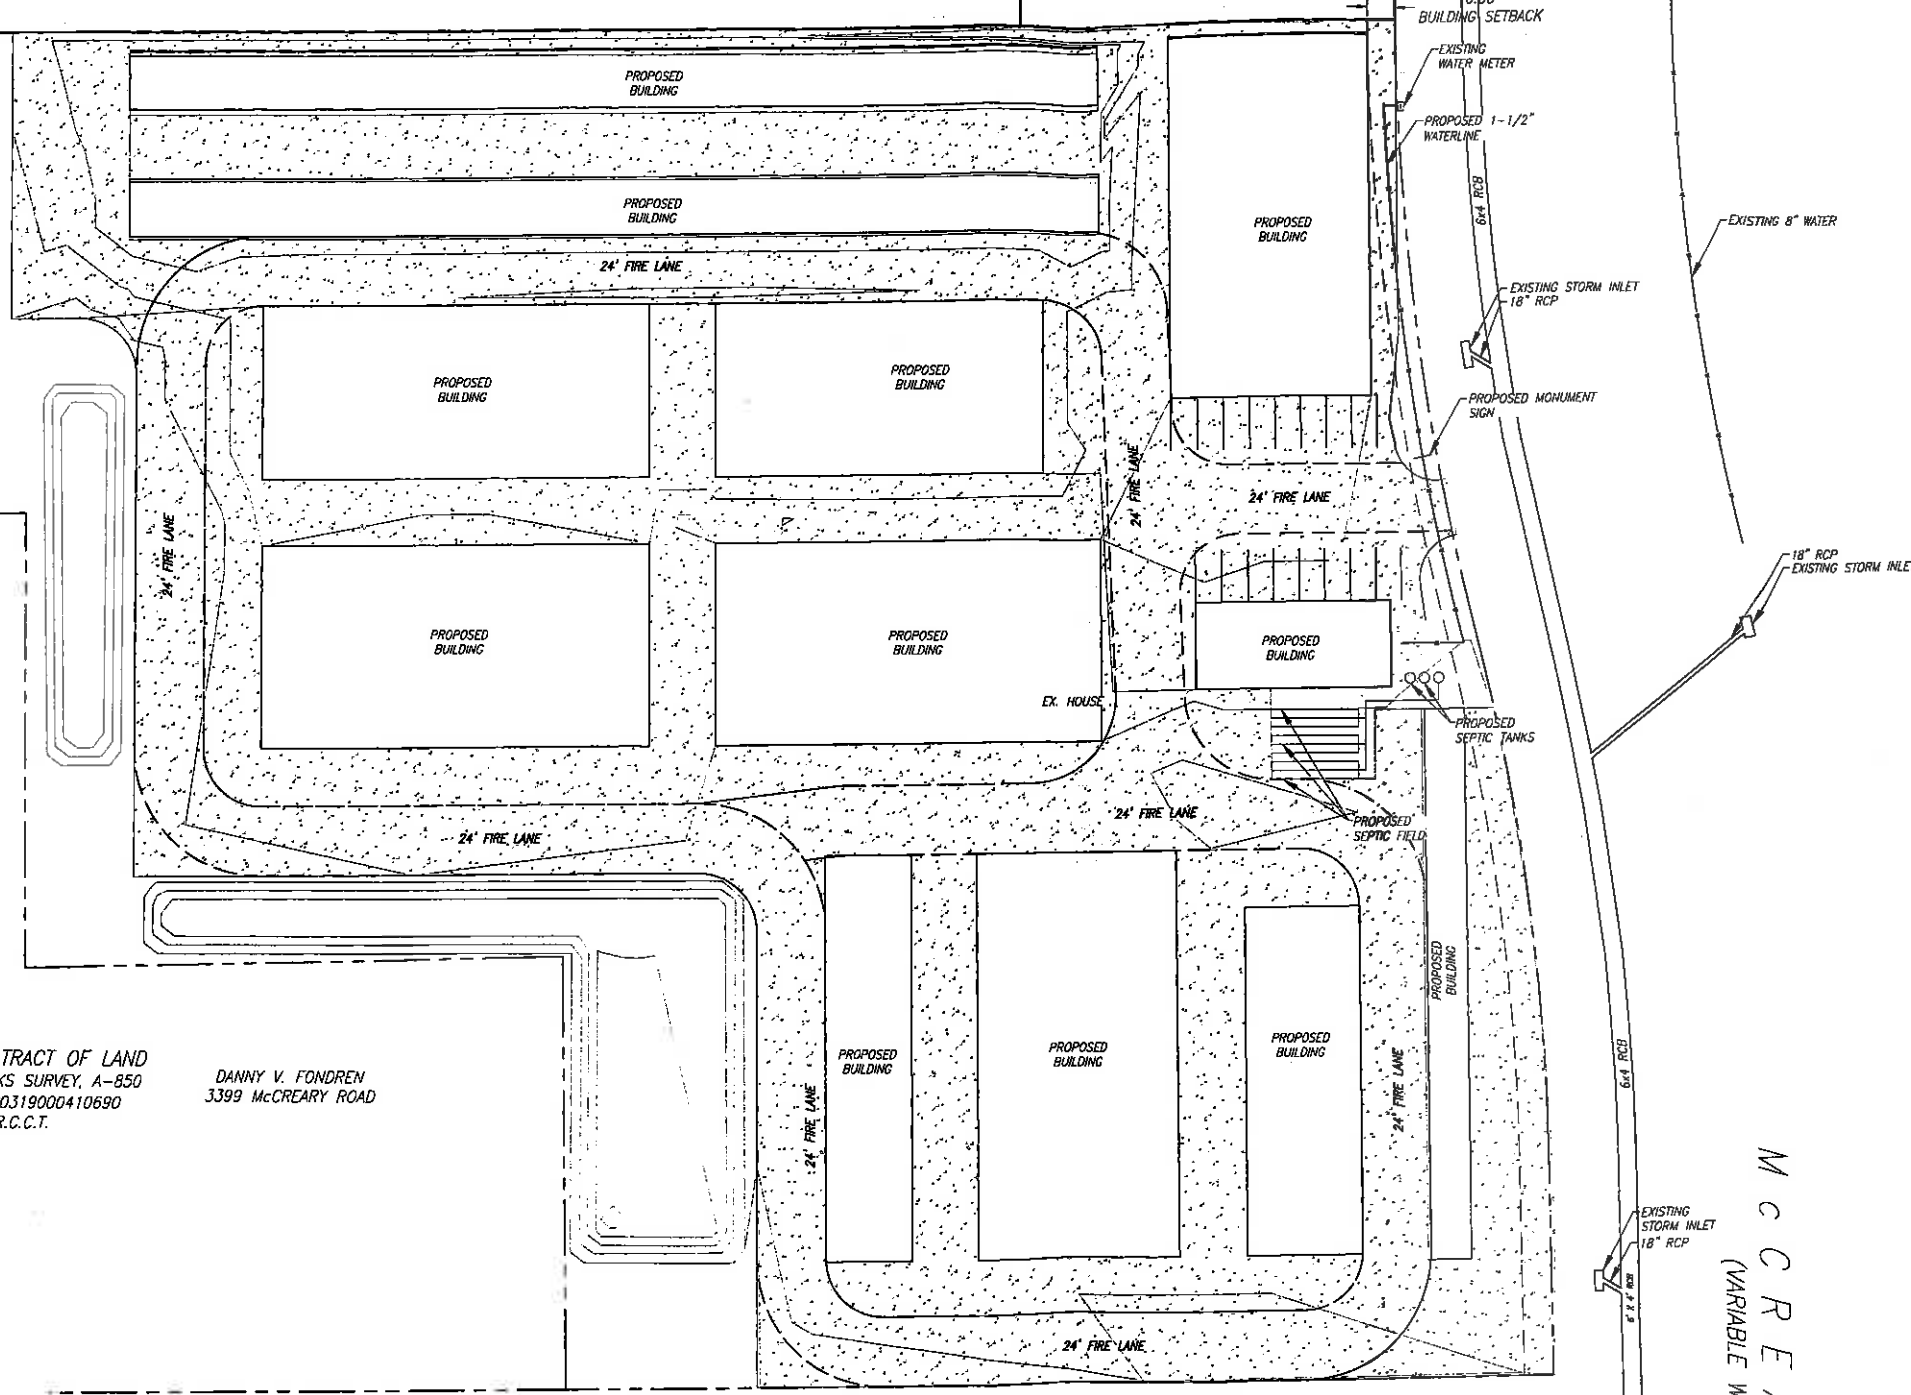 BUILDING SETBACK
EXISTING
WATER METER
PROPOSED
BUILDING
PROPOSED 1-1/2"
WATERLINE
6x4 RCB
PROPOSED
BUILDING
PROPOSED
BUILDING
EXISTING 8" WATER
24' FIRE LANE
EXISTING STORM INLET
18" RCP
PROPOSED
BUILDING
PROPOSED
BUILDING
PROPOSED MONUMENT
SIGN
24' FIRE LANE
24' FIRE LANE
24' FIRE LANE
18" RCP
EXISTING STORM INLE
PROPOSED
BUILDING
PROPOSED
BUILDING
PROPOSED
BUILDING
EX. HOUSE
PROPOSED
SEPTIC TANKS
24' FIRE LANE
24' FIRE LANE
PROPOSED
SEPTIC FIELD
PROPOSED
BUILDING
PROPOSED
BUILDING
PROPOSED
BUILDING
PROPOSED
BUILDING
6x4 RCB
24' FIRE LANE
24' FIRE LANE
TRACT OF LAND
KS SURVEY, A-850
0319000410690
R.C.C.T.
DANNY V. FONDREN
3399 McCREARY ROAD
EXISTING
STORM INLET
18" RCP
6' X 4' RCB
24' FIRE LANE
McCRE
(VARIABLE W